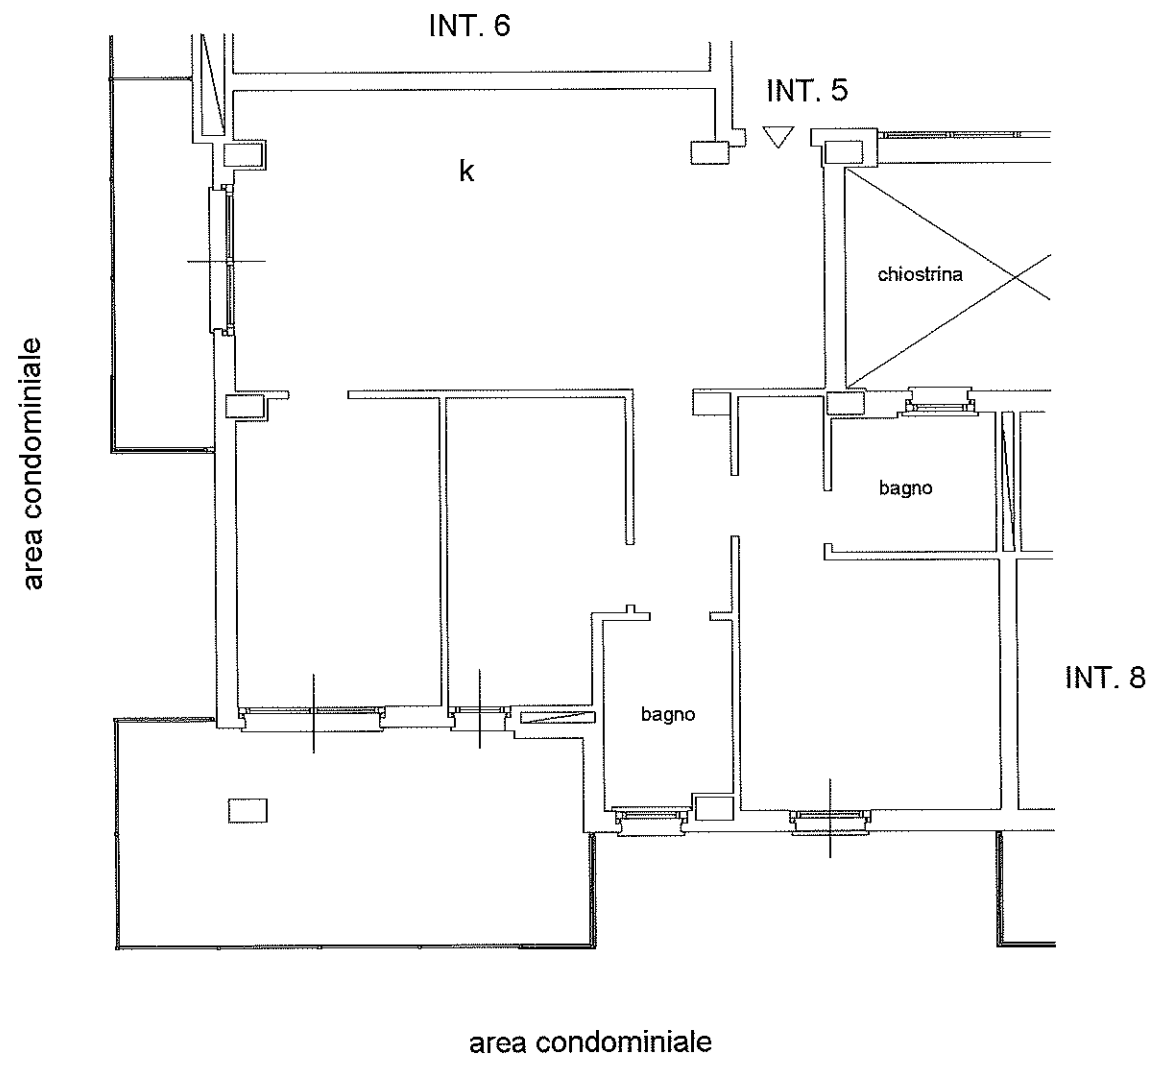 INT. 6
INT. 5
k
chiostrina
area condominiale
bagno
INT. 8
bagno
area condominiale